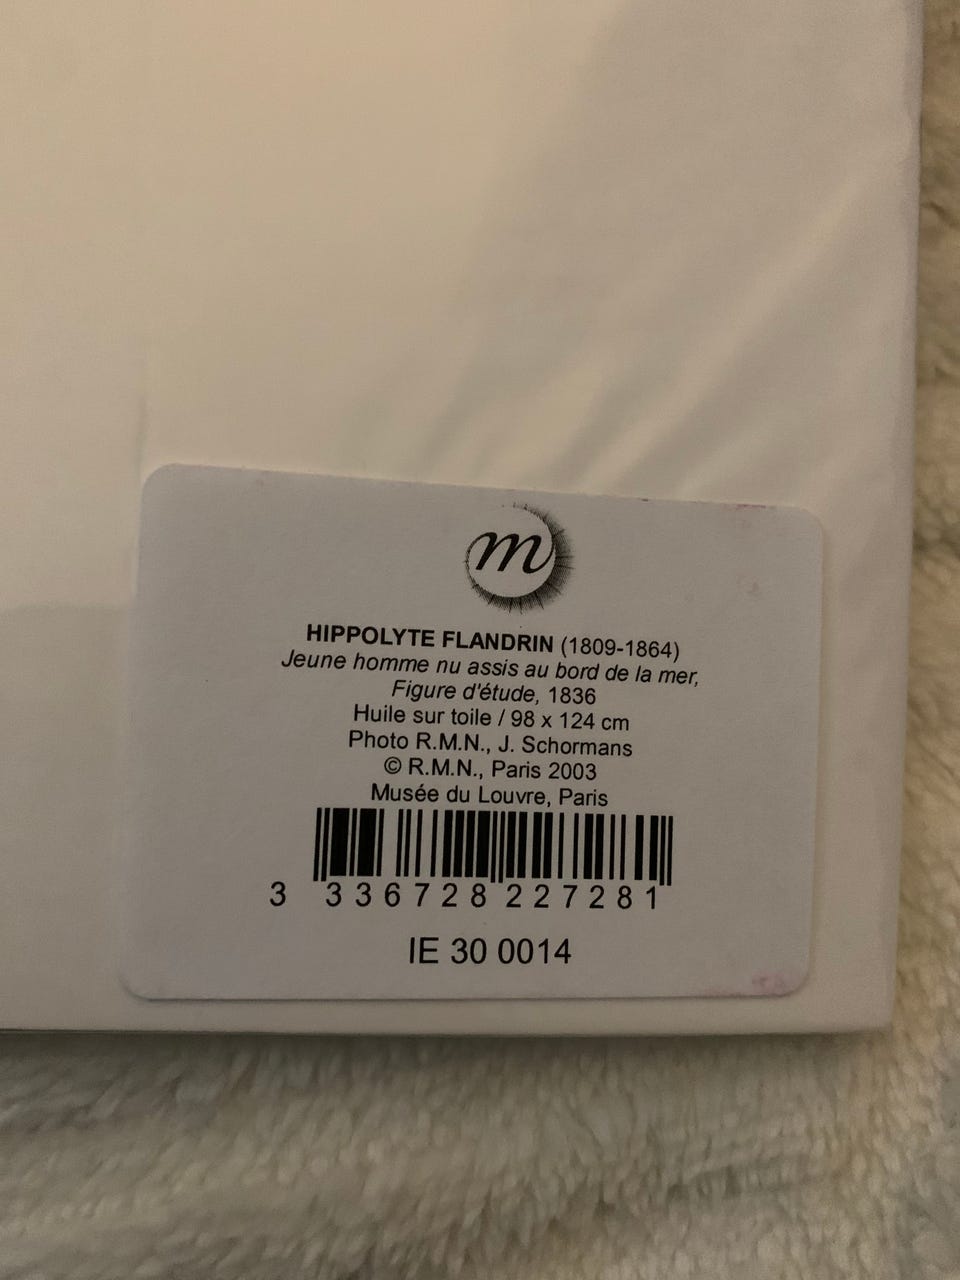 m
HIPPOLYTE FLANDRIN (1809-1864)
Jeune homme nu assis au bord de la mer,
Figure d'étude, 1836
Huile sur toile / 98 x 124 cm
Photo R.M.N., J. Schormans
© R.M.N., Paris 2003
Musée du Louvre, Paris
3 336728 227281
IE 30 0014